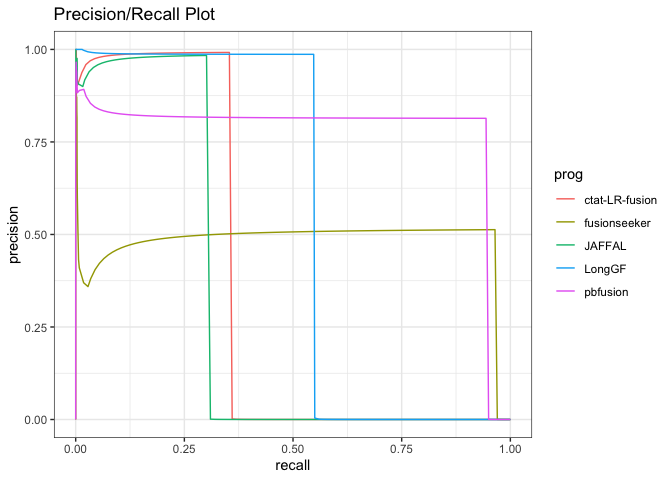 Precision/Recall Plot
1.00
0.75
0.50
0.25
0.00
precision
0.00 0.25 0.50 0.75 1.00
recall
prog
ctat-LR-fusion
fusionseeker
JAFFAL
LongGF
pbfusion